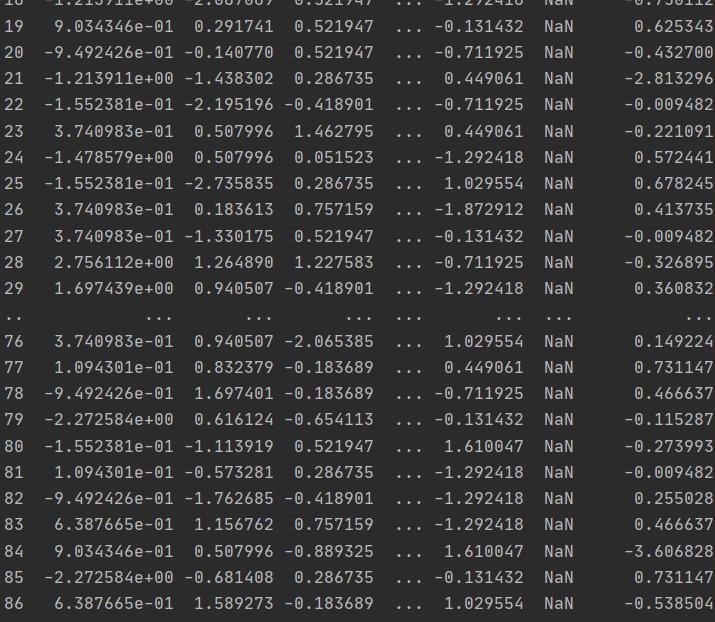 19 9.034346e-01 0.291741 0.521947 ... -0.131432 NaN 0.625343
20 -9.492426e-01 -0.140770 0.521947 ... -0.711925 NaN -0.432700
21 -1.213911e+00 -1.438302 0.286735 ... 0.449061 NaN -2.813296
22 -1.552381e-01 -2.195196 -0.418901 ... -0.711925 NaN -0.009482
23 3.740983e-01 0.507996 1.462795 ... 0.449061 NaN -0.221091
24 -1.478579e+00 0.507996 0.051523 ... -1.292418 NaN 0.572441
25 -1.552381e-01 -2.735835 0.286735 ... 1.029554 NaN 0.678245
26 3.740983e-01 0.183613 0.757159 ... -1.872912 NaN 0.413735
27 3.740983e-01 -1.330175 0.521947 ... -0.131432 NaN -0.009482
28 2.756112e+00 1.264890 1.227583 ... -0.711925 NaN -0.326895
29 1.697439e+00 0.940507 -0.418901 ... -1.292418 NaN 0.360832
.. ... ... ... ... ... ... ...
76 3.740983e-01 0.940507 -2.065385 ... 1.029554 NaN 0.149224
77 1.094301e-01 0.832379 -0.183689 ... 0.449061 NaN 0.731147
78 -9.492426e-01 1.697401 -0.183689 ... -0.711925 NaN 0.466637
79 -2.272584e+00 0.616124 -0.654113 ... -0.131432 NaN -0.115287
80 -1.552381e-01 -1.113919 0.521947 ... 1.610047 NaN -0.273993
81 1.094301e-01 -0.573281 0.286735 ... -1.292418 NaN -0.009482
82 -9.492426e-01 -1.762685 -0.418901 ... -1.292418 NaN 0.255028
83 6.387665e-01 1.156762 0.757159 ... -1.292418 NaN 0.466637
84 9.034346e-01 0.507996 -0.889325 ... 1.610047 NaN -3.606828
85 -2.272584e+00 -0.681408 0.286735 ... -0.131432 NaN 0.731147
86 6.387665e-01 1.589273 -0.183689 ... 1.029554 NaN -0.538504